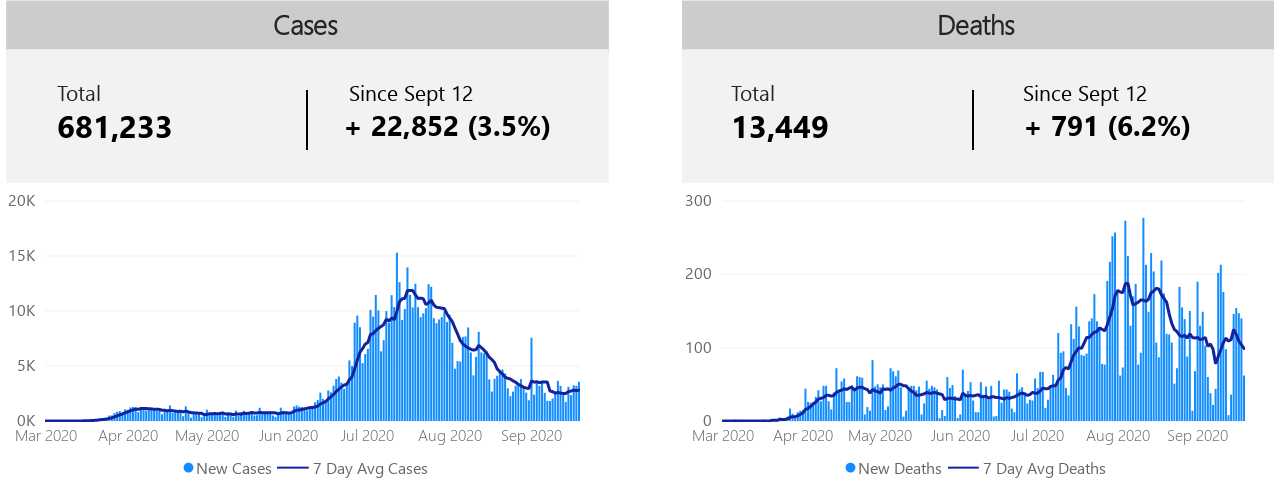 Cases
Total
681,233
Since Sept 12
+ 22,852 (3.5%)
20K
15K
10K
5K
0K
Mar 2020 Apr 2020 May 2020 Jun 2020 Jul 2020 Aug 2020 Sep 2020
New Cases 7 Day Avg Cases
Deaths
Total
13,449
Since Sept 12
+ 791 (6.2%)
300
200
100
0
Mar 2020 Apr 2020 May 2020 Jun 2020 Jul 2020 Aug 2020 Sep 2020
New Deaths 7 Day Avg Deaths